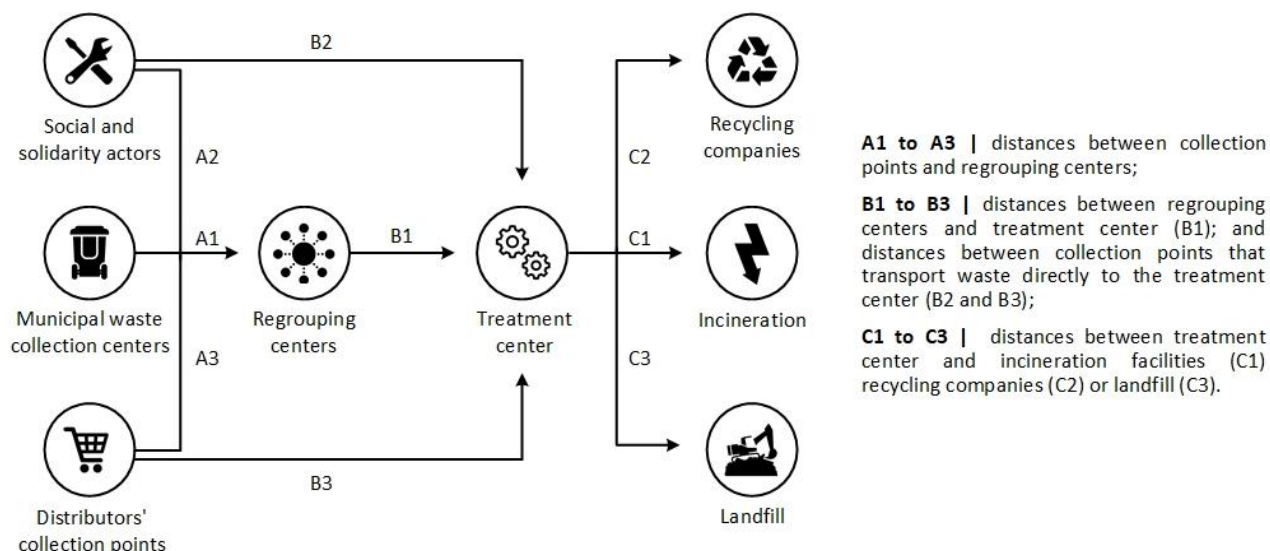 B2
Social and
solidarity actors
A2
Recycling
companies
C2
A1
B1
C1
Municipal waste
collection centers
Regrouping
centers
Treatment
center
Incineration
A3
C3
B3
Distributors'
collection points
Landfill
A1 to A3 | distances between collection
points and regrouping centers;
B1 to B3 | distances between regrouping
centers and treatment center (B1); and
distances between collection points that
transport waste directly to the treatment
center (B2 and B3);
C1 to C3 | distances between treatment
center and incineration facilities (C1)
recycling companies (C2) or landfill (C3).